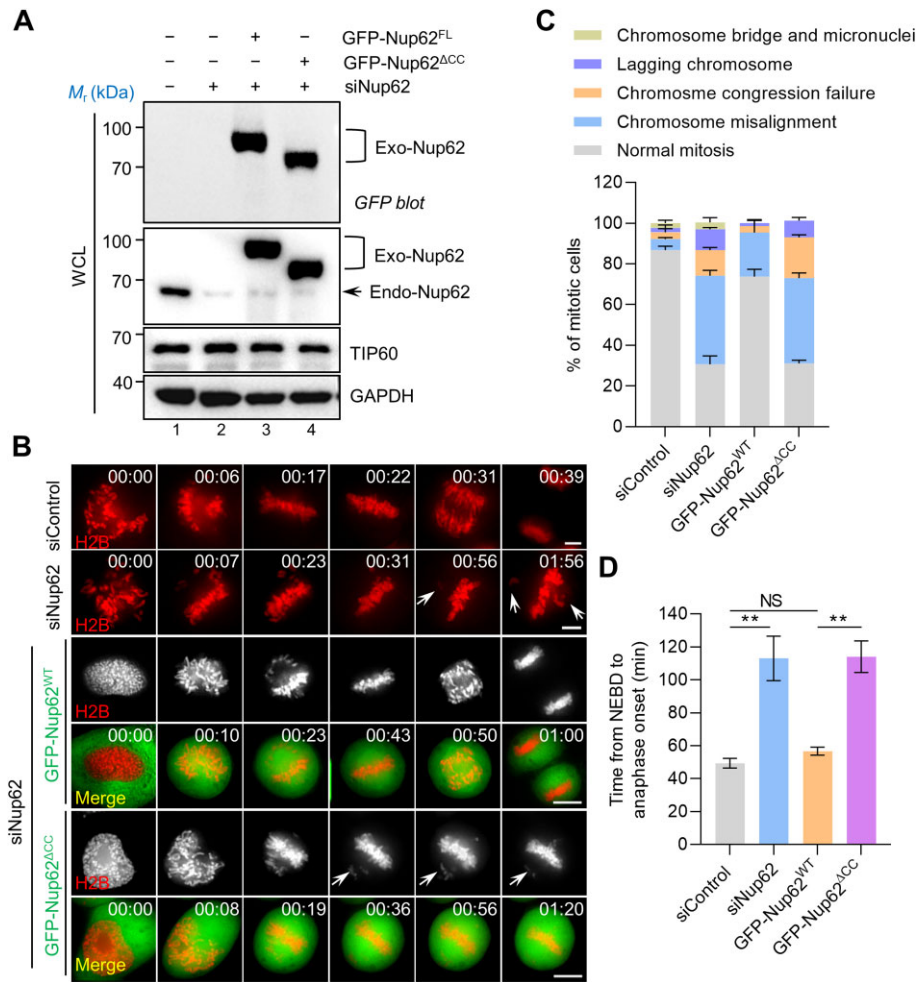 A
– – + – GFP-Nup62FL
– – – + GFP-Nup62ΔCC
– + + + siNup62
Mr (kDa)
WCL
100
70
Exo-Nup62
GFP blot
100
70
Exo-Nup62
Endo-Nup62
70
TIP60
40
GAPDH
1 2 3 4
B
siControl
00:00 00:06 00:17 00:22 00:31 00:39
H2B
siNup62
00:00 00:07 00:23 00:31 00:56 01:56
H2B
siNup62
GFP-Nup62WT
H2B
00:00 00:10 00:23 00:43 00:50 01:00
Merge
GFP-Nup62ΔCC
H2B
00:00 00:08 00:19 00:36 00:56 01:20
Merge
C
Chromosome bridge and micronuclei
Lagging chromosome
Chromosme congression failure
Chromosome misalignment
Normal mitosis
% of mitotic cells
120
100
80
60
40
20
0
siControl
siNup62
GFP-Nup62WT
GFP-Nup62ΔCC
D
Time from NEBD to
anaphase onset (min)
140
120
100
80
60
40
20
0
NS
** **
siControl
siNup62
GFP-Nup62WT
GFP-Nup62ΔCC